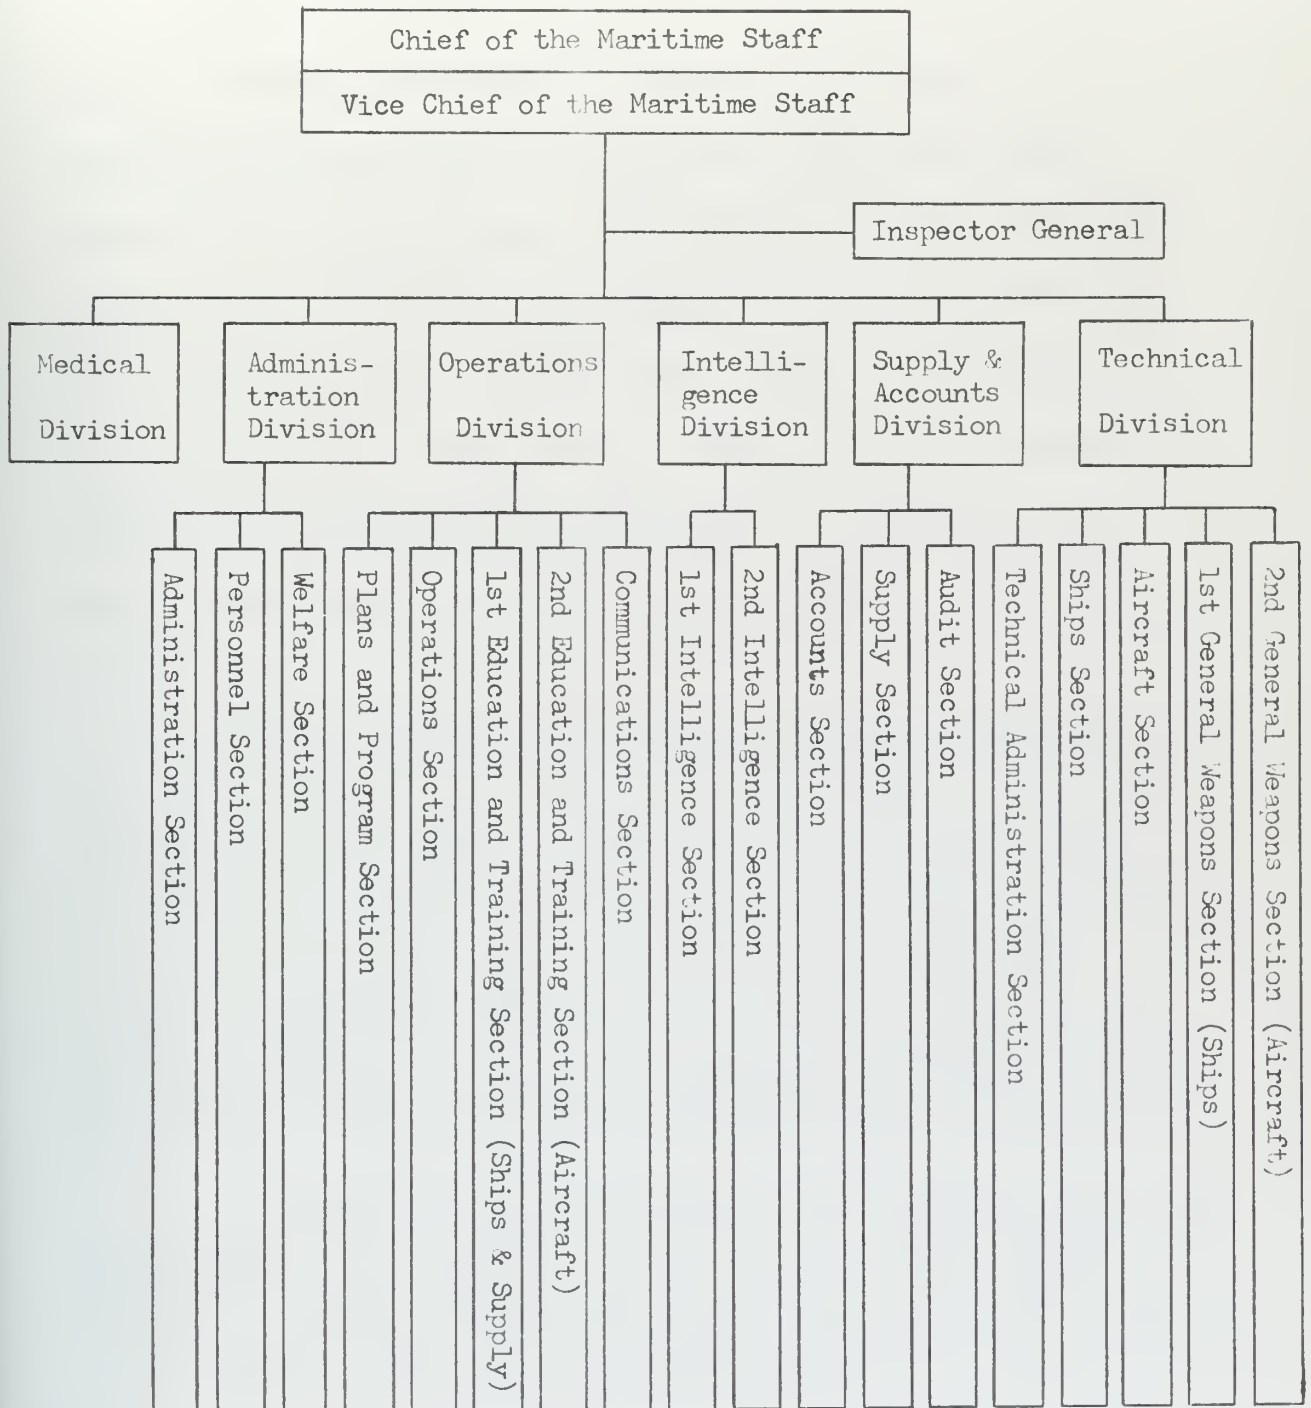 Chief of the Maritime Staff
Vice Chief of the Maritime Staff
Inspector General
Medical
Division
Adminis-
tration
Division
Operations
Division
Intelli-
gence
Division
Supply &
Accounts
Division
Technical
Division
Administration Section
Personnel Section
Welfare Section
Plans and Program Section
Operations Section
1st Education and Training Section (Ships & Supply)
2nd Education and Training Section (Aircraft)
Communications Section
1st Intelligence Section
2nd Intelligence Section
Accounts Section
Supply Section
Audit Section
Technical Administration Section
Ships Section
Aircraft Section
1st General Weapons Section (Ships)
2nd General Weapons Section (Aircraft)